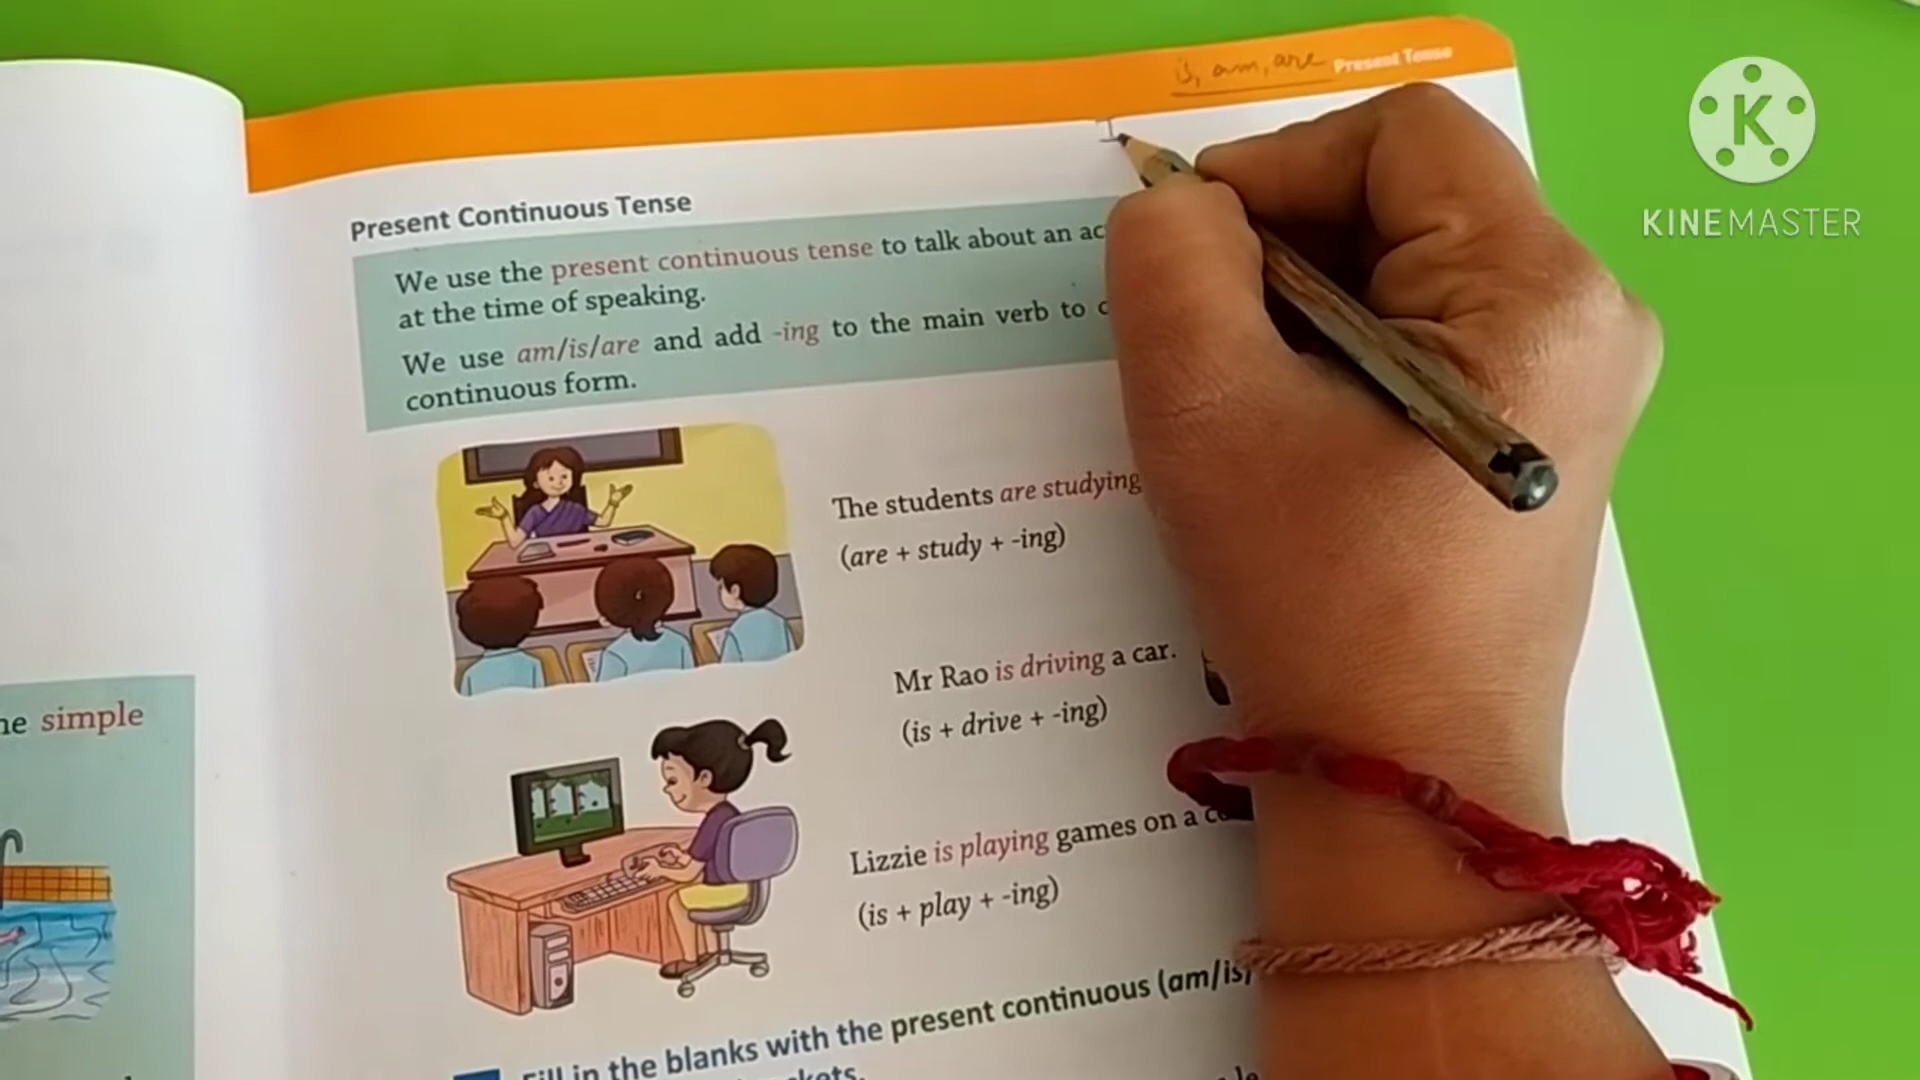 is, am, are Present Tense
I
KINEMASTER
Present Continuous Tense
We use the present continuous tense to talk about an
at the time of speaking.
We use am/is/are and add -ing to the main verb to
continuous form.
The students are studying
(are + study + -ing)
Mr Rao is driving a car.
(is + drive + -ing)
Lizzie is playing games on a
(is + play + -ing)
simple
Fill in the blanks with the present continuous (am/is/